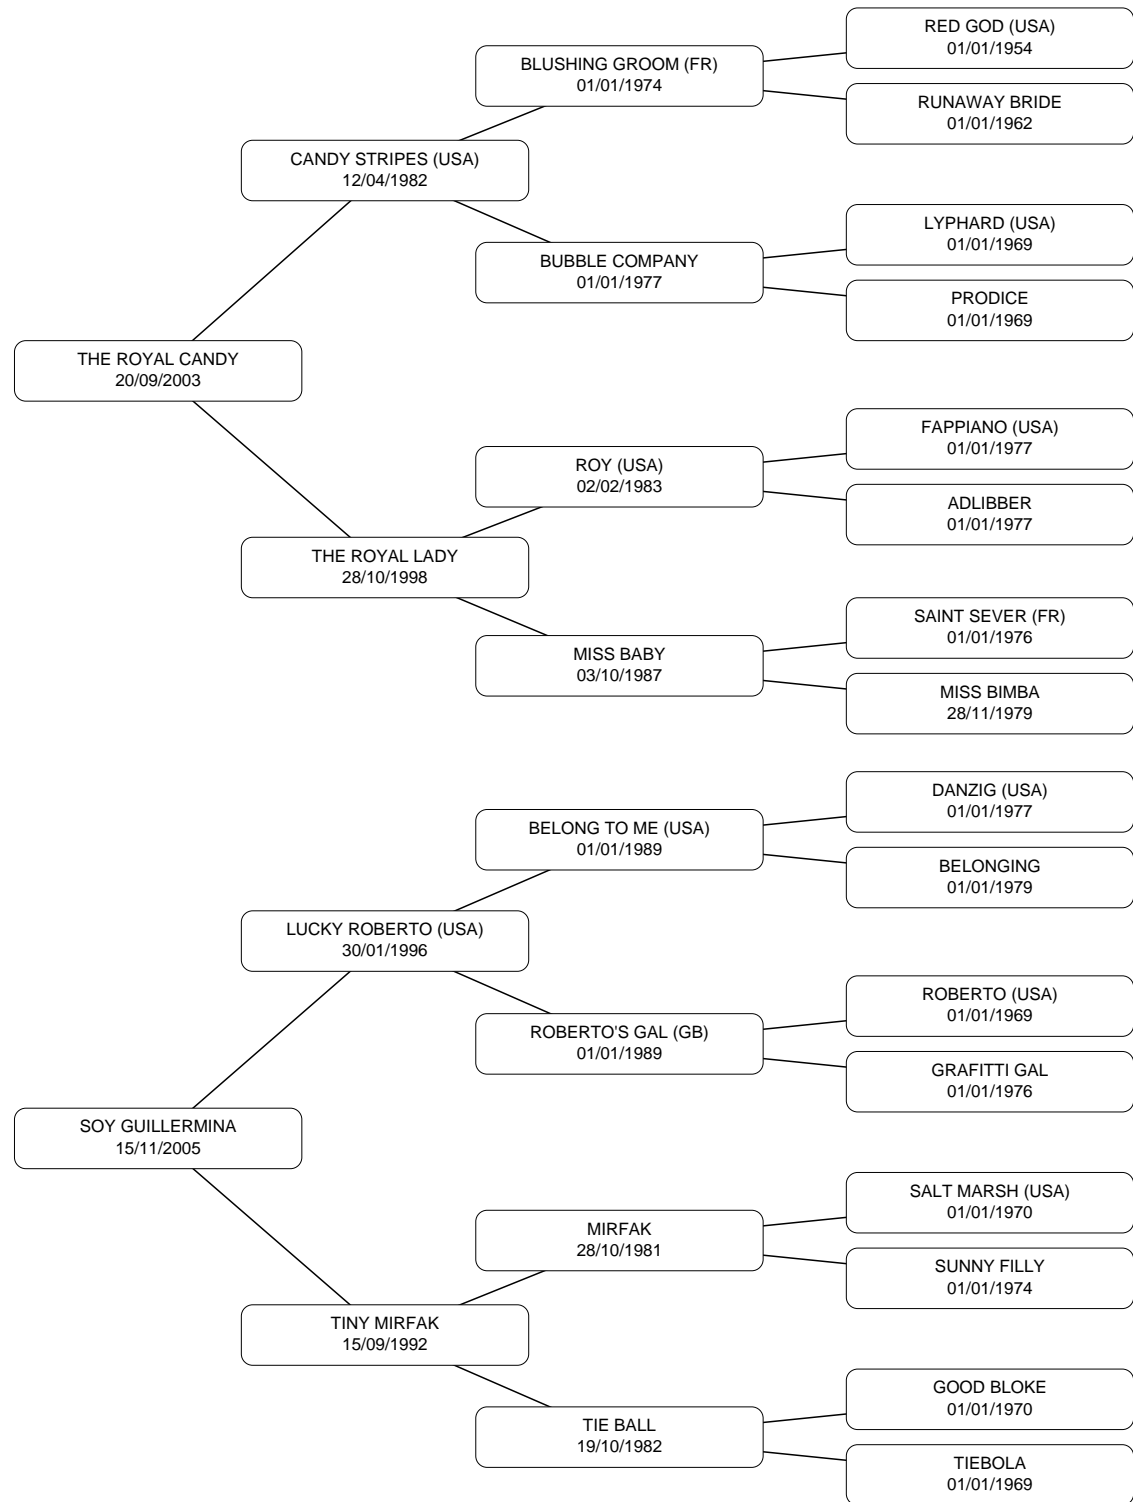 RED GOD (USA)
01/01/1954
BLUSHING GROOM (FR)
01/01/1974
RUNAWAY BRIDE
01/01/1962
CANDY STRIPES (USA)
12/04/1982
LYPHARD (USA)
01/01/1969
BUBBLE COMPANY
01/01/1977
PRODICE
01/01/1969
THE ROYAL CANDY
20/09/2003
FAPPIANO (USA)
01/01/1977
ROY (USA)
02/02/1983
ADLIBBER
01/01/1977
THE ROYAL LADY
28/10/1998
SAINT SEVER (FR)
01/01/1976
MISS BABY
03/10/1987
MISS BIMBA
28/11/1979
DANZIG (USA)
01/01/1977
BELONG TO ME (USA)
01/01/1989
BELONGING
01/01/1979
LUCKY ROBERTO (USA)
30/01/1996
ROBERTO (USA)
01/01/1969
ROBERTO'S GAL (GB)
01/01/1989
GRAFITTI GAL
01/01/1976
SOY GUILLERMINA
15/11/2005
SALT MARSH (USA)
01/01/1970
MIRFAK
28/10/1981
SUNNY FILLY
01/01/1974
TINY MIRFAK
15/09/1992
GOOD BLOKE
01/01/1970
TIE BALL
19/10/1982
TIEBOLA
01/01/1969